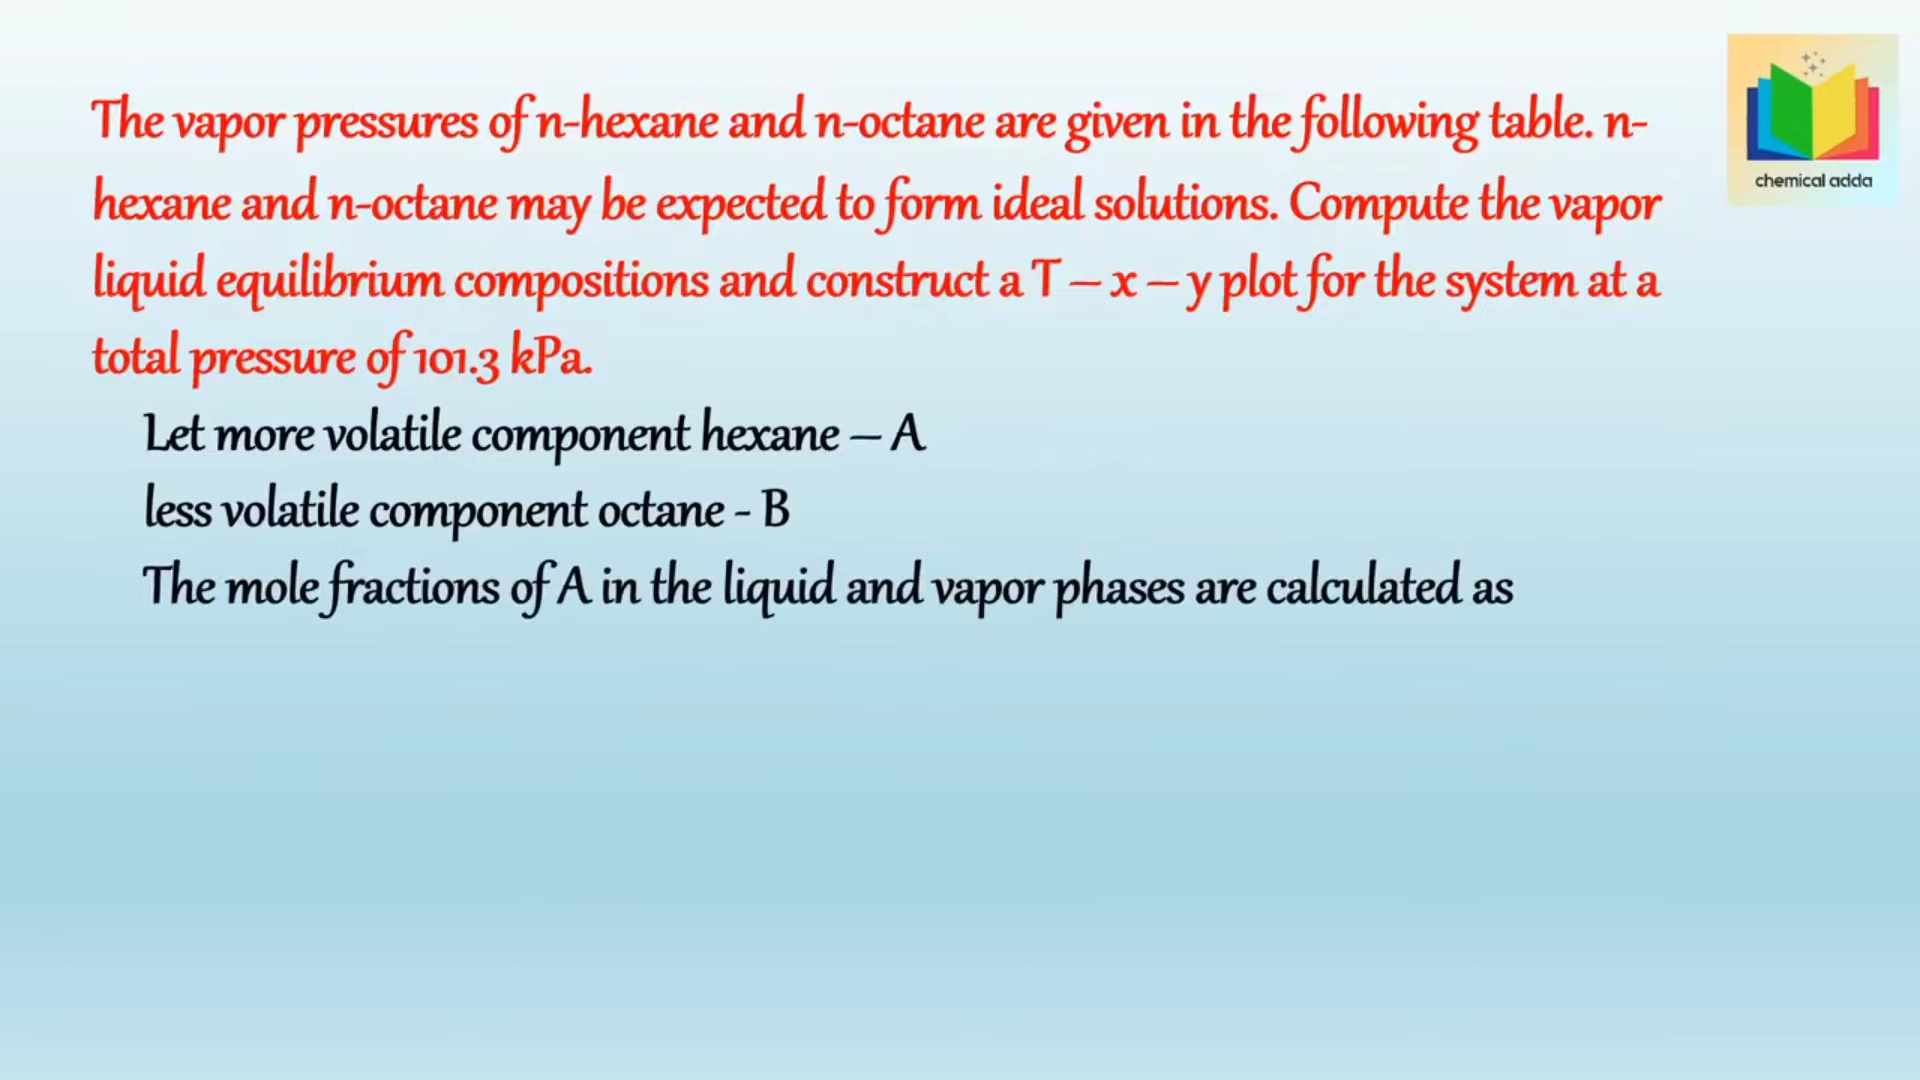 The vapor pressures of n-hexane and n-octane are given in the following table. n-
hexane and n-octane may be expected to form ideal solutions. Compute the vapor
liquid equilibrium compositions and construct a T – x – y plot for the system at a
total pressure of 101.3 kPa.
Let more volatile component hexane – A
less volatile component octane - B
The mole fractions of A in the liquid and vapor phases are calculated as
chemical adda